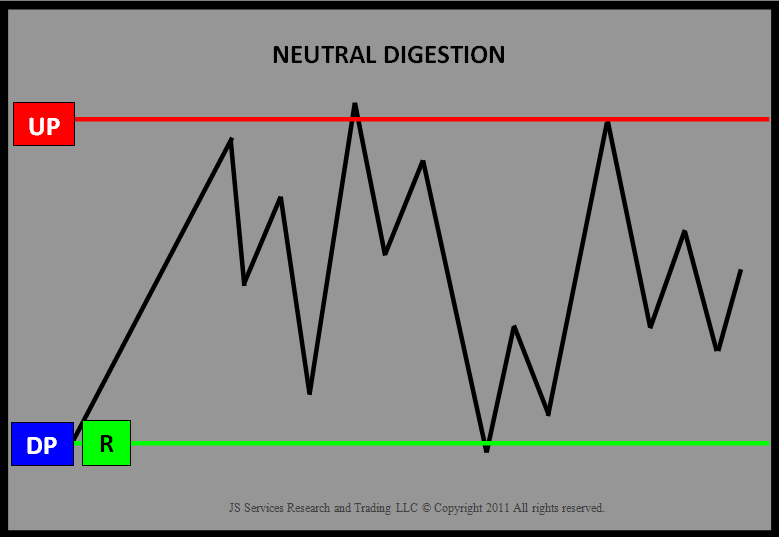 NEUTRAL DIGESTION
UP
DP
R
JS Services Research and Trading LLC © Copyright 2011 All rights reserved.